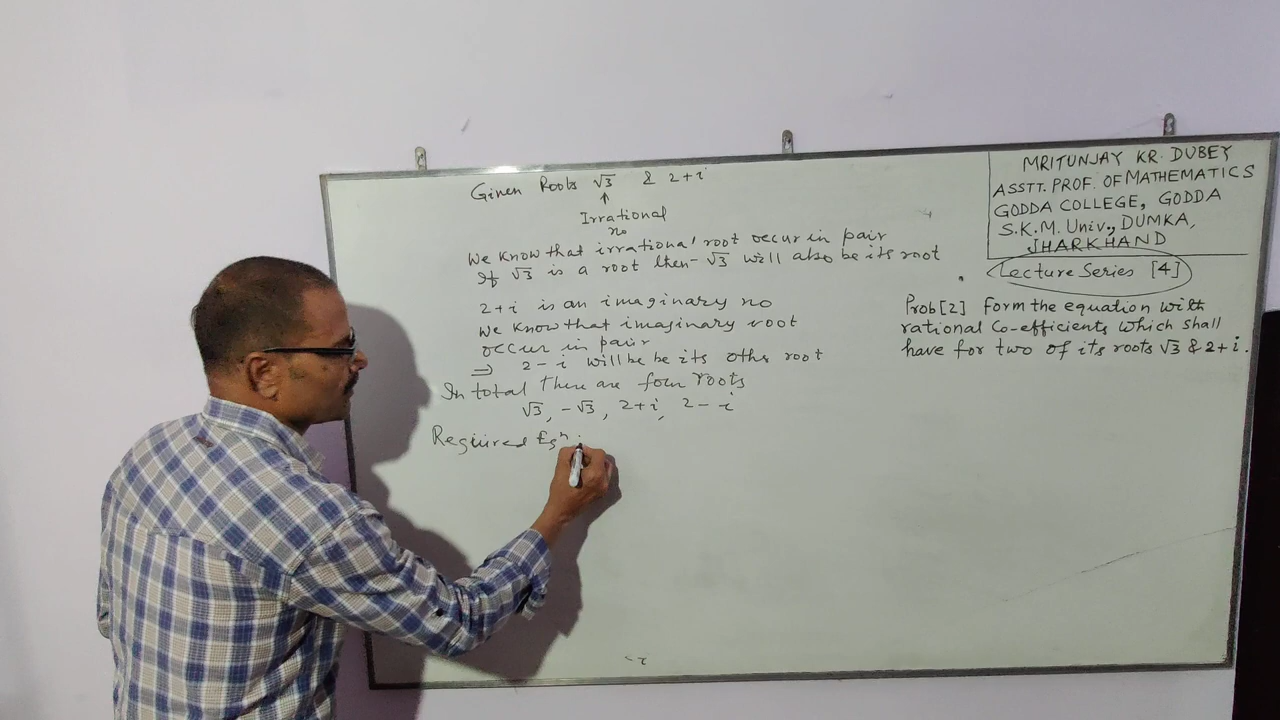 Given Roots √3 & 2+i
↑
Irrational
no
We know that irrational root occur in pair
If √3 is a root then -√3 will also be its root
2+i is an imaginary no
We know that imaginary root
occur in pair
⇒ 2-i will be be its othr root
In total there are four roots
√3, -√3, 2+i, 2-i
Required Eqⁿ
MRITUNJAY KR. DUBEY
ASSTT. PROF. OF MATHEMATICS
GODDA COLLEGE, GODDA
S.K.M. Univ., DUMKA,
JHARKHAND
Lecture Series [4]
Prob[2] Form the equation with
rational Co-efficients which shall
have for two of its roots √3 & 2+i.